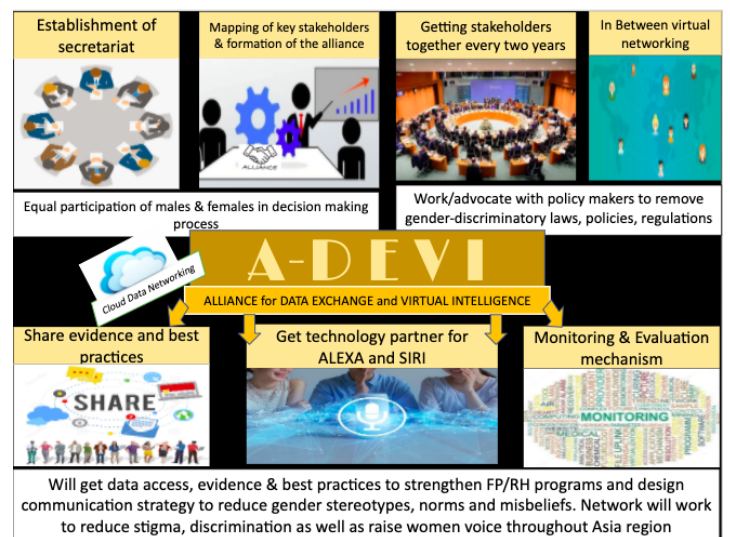 Establishment of
secretariat
Mapping of key stakeholders
& formation of the alliance
Getting stakeholders
together every two years
In Between virtual
networking
ALLIANCE
Equal participation of males & females in decision making
process
Work/advocate with policy makers to remove
gender-discriminatory laws, policies, regulations
Cloud Data Networking
A-DEVI
ALLIANCE for DATA EXCHANGE and VIRTUAL INTELLIGENCE
Share evidence and best
practices
Get technology partner for
ALEXA and SIRI
Monitoring & Evaluation
mechanism
SHARE
MONITORING
MEDICAL
Will get data access, evidence & best practices to strengthen FP/RH programs and design
communication strategy to reduce gender stereotypes, norms and misbeliefs. Network will work
to reduce stigma, discrimination as well as raise women voice throughout Asia region